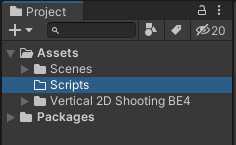 Project
20
Assets
Scenes
Scripts
Vertical 2D Shooting BE4
Packages